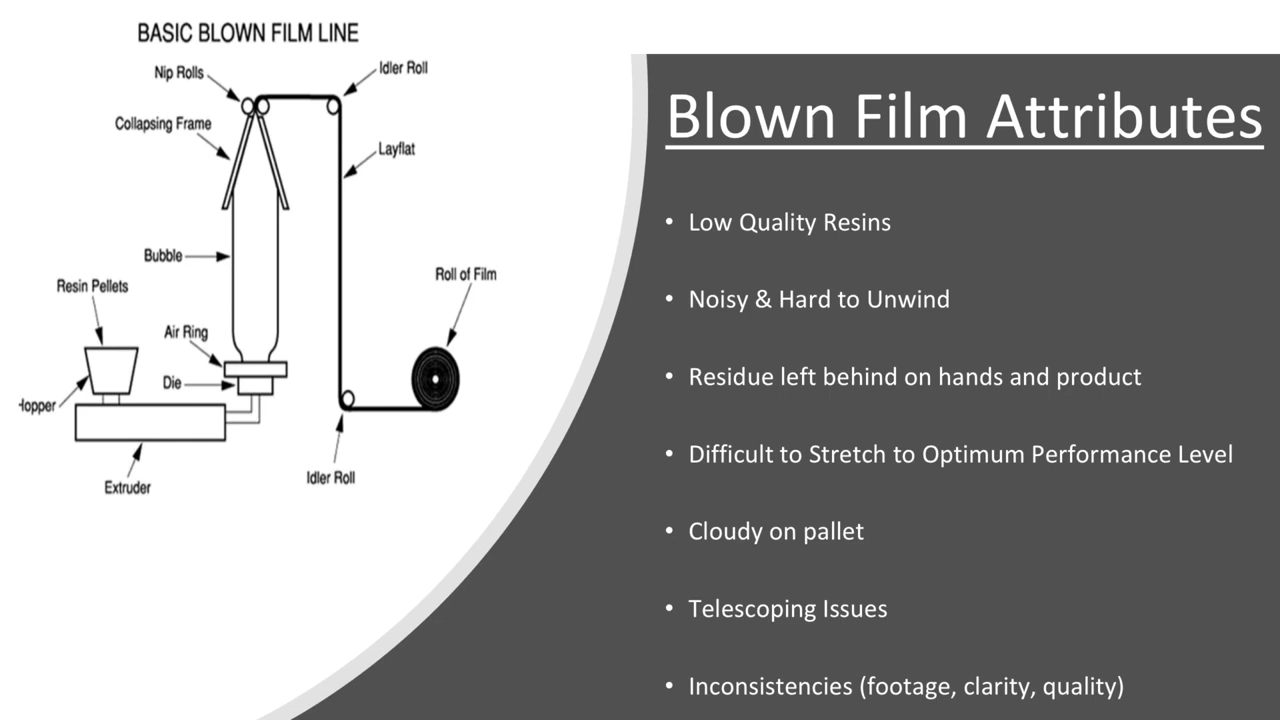 BASIC BLOWN FILM LINE
Nip Rolls
Idler Roll
Collapsing Frame
Layflat
Bubble
Roll of Film
Resin Pellets
Air Ring
Die
Idler Roll
Extruder
Blown Film Attributes
• Low Quality Resins
• Noisy & Hard to Unwind
• Residue left behind on hands and product
• Difficult to Stretch to Optimum Performance Level
• Cloudy on pallet
• Telescoping Issues
• Inconsistencies (footage, clarity, quality)